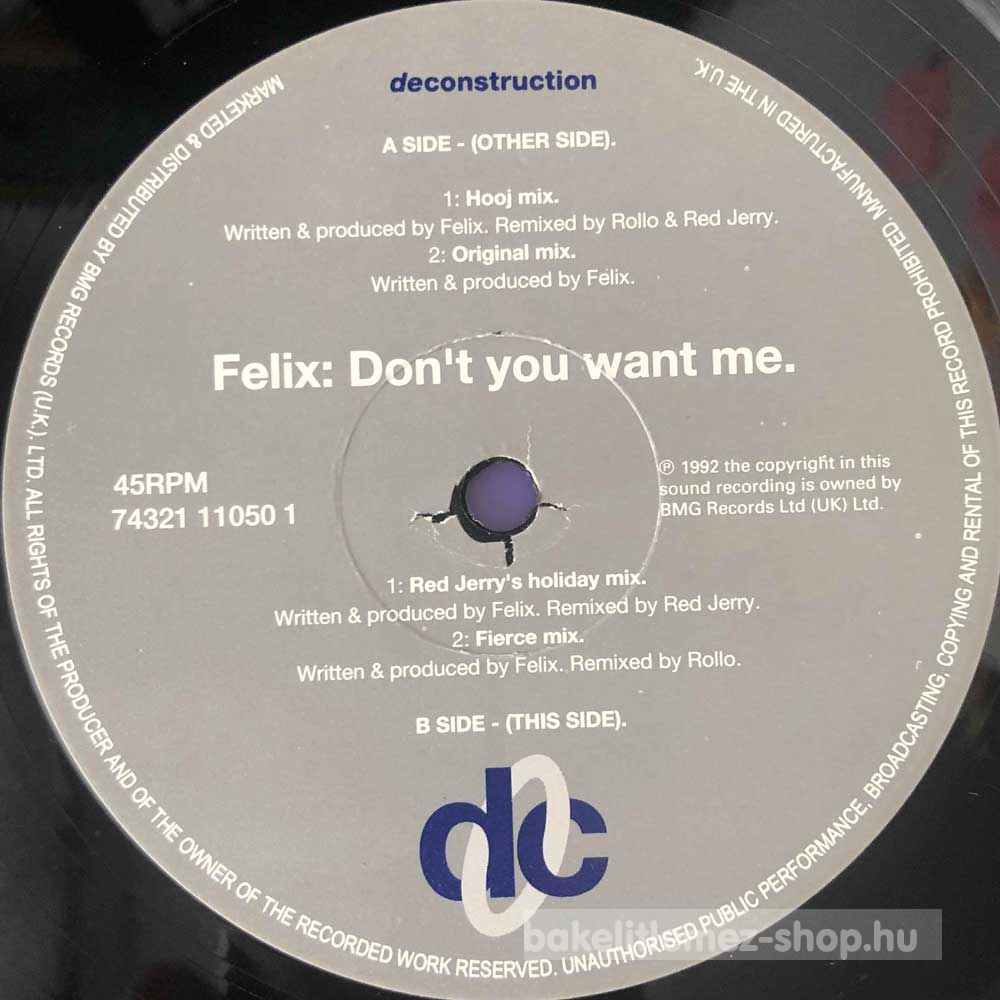 deconstruction
A SIDE - (OTHER SIDE).
1: Hooj mix.
Written & produced by Felix. Remixed by Rollo & Red Jerry.
2: Original mix.
Written & produced by Felix.
Felix: Don't you want me.
45RPM
74321 11050 1
℗ 1992 the copyright in this
sound recording is owned by
BMG Records Ltd (UK) Ltd.
1: Red Jerry's holiday mix.
Written & produced by Felix. Remixed by Red Jerry.
2: Fierce mix.
Written & produced by Felix. Remixed by Rollo.
B SIDE - (THIS SIDE).
dc
MARKETED & DISTRIBUTED BY BMG RECORDS (U.K.). LTD. ALL RIGHTS OF THE PRODUCER AND OF THE OWNER OF THE RECORDED WORK RESERVED. UNAUTHORISED PUBLIC PERFORMANCE, BROADCASTING, COPYING AND RENTAL OF THIS RECORD PROHIBITED. MANUFACTURED IN THE U.K.
bakelitlemez-shop.hu